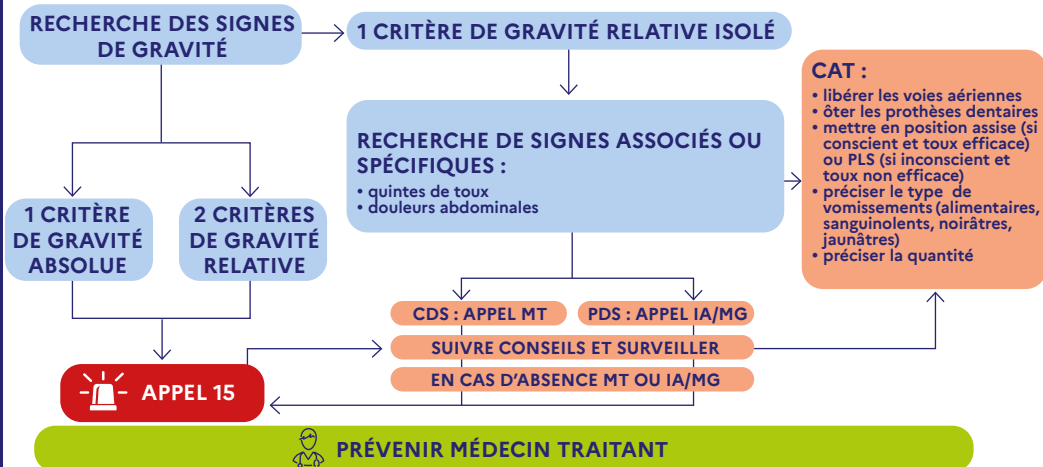 RECHERCHE DES SIGNES
DE GRAVITÉ
1 CRITÈRE DE GRAVITÉ RELATIVE ISOLÉ
CAT :
• libérer les voies aériennes
• ôter les prothèses dentaires
• mettre en position assise (si
conscient et toux efficace)
ou PLS (si inconscient et
toux non efficace)
• préciser le type de
vomissements (alimentaires,
sanguinolents, noirâtres,
jaunâtres)
• préciser la quantité
RECHERCHE DE SIGNES ASSOCIÉS OU
SPÉCIFIQUES :
• quintes de toux
• douleurs abdominales
1 CRITÈRE
DE GRAVITÉ
ABSOLUE
2 CRITÈRES
DE GRAVITÉ
RELATIVE
CDS : APPEL MT
PDS : APPEL IA/MG
SUIVRE CONSEILS ET SURVEILLER
EN CAS D'ABSENCE MT OU IA/MG
APPEL 15
PRÉVENIR MÉDECIN TRAITANT